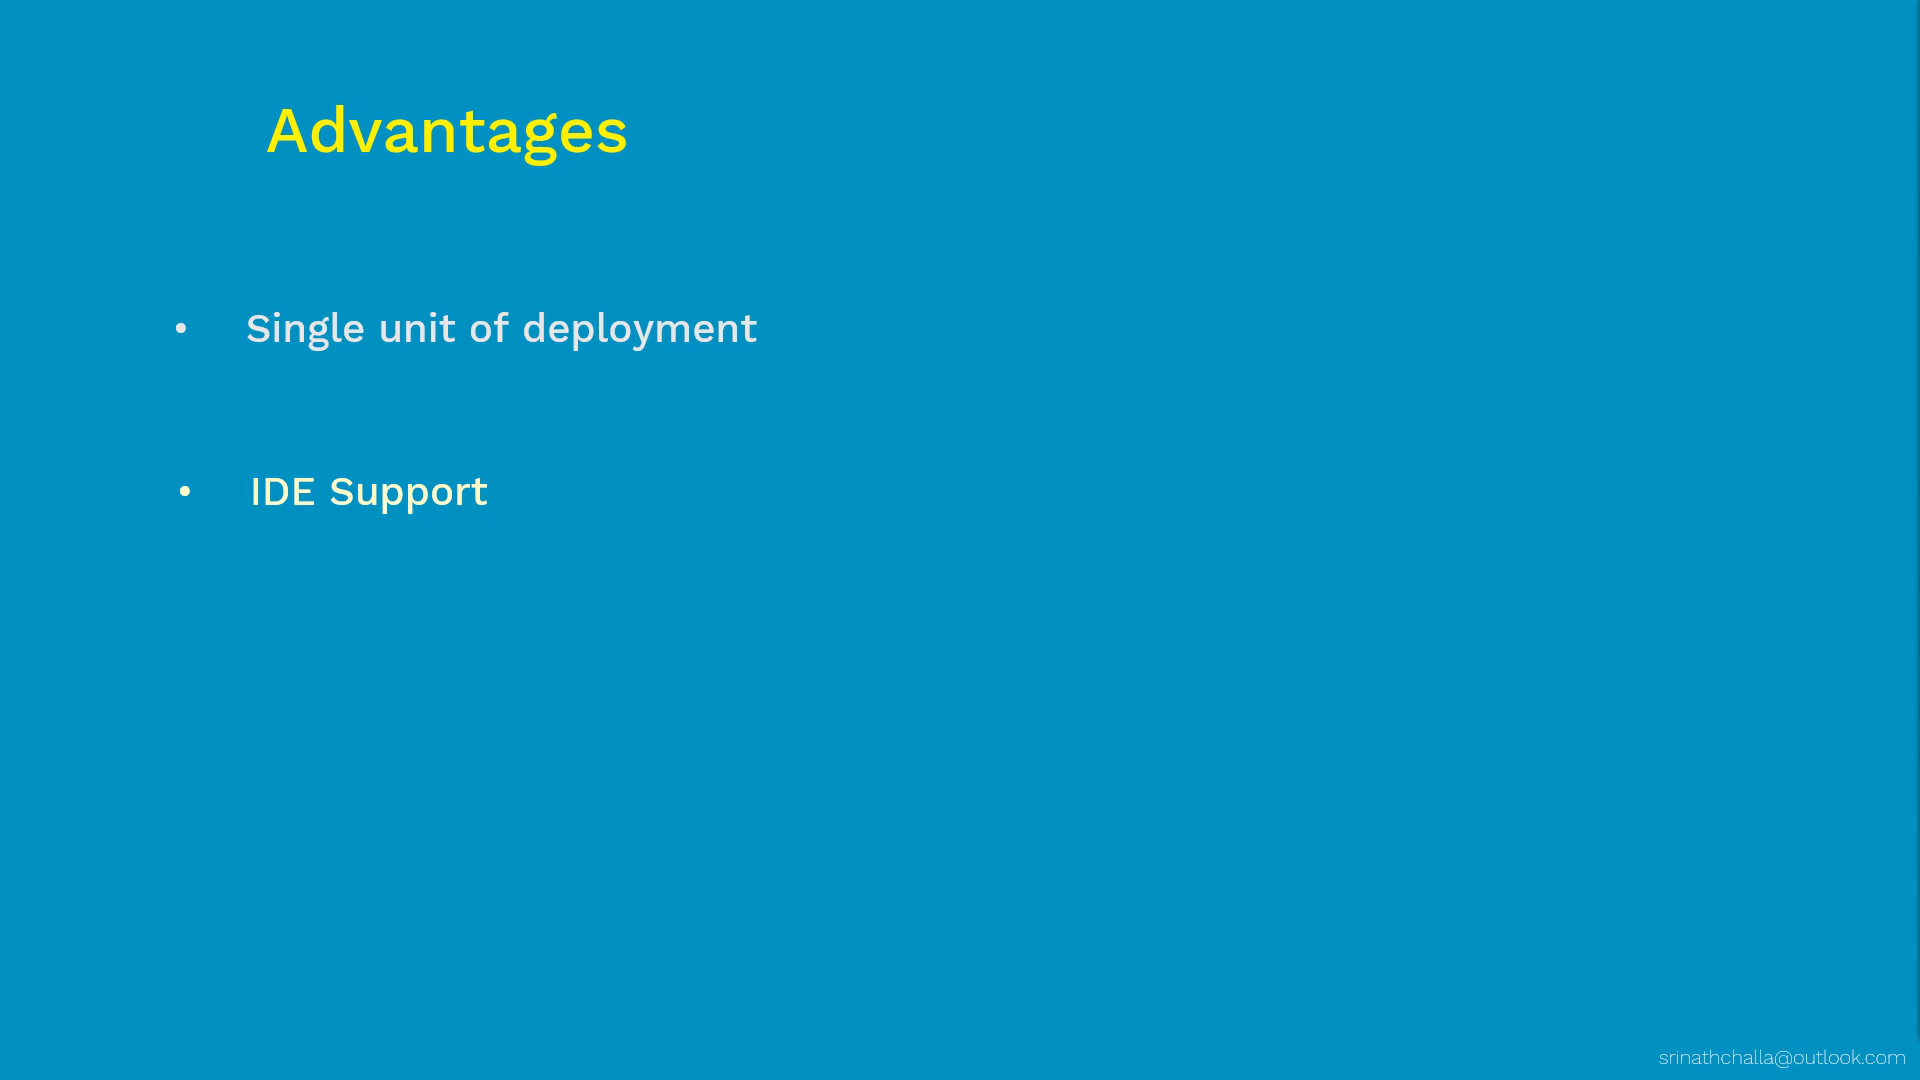 Advantages
• Single unit of deployment
• IDE Support
srinathchalla@outlook.com